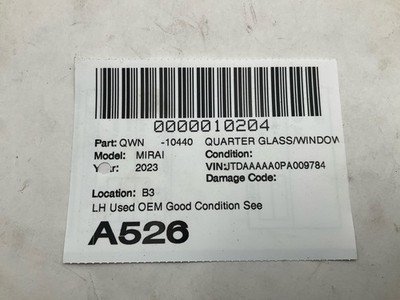 0000010204
Part: QWN -10440 QUARTER GLASS/WINDOW
Model: MIRAI Condition:
Year: 2023 VIN:JTDAAAAA0PA009784
Damage Code:
Location: B3
LH Used OEM Good Condition See
A526